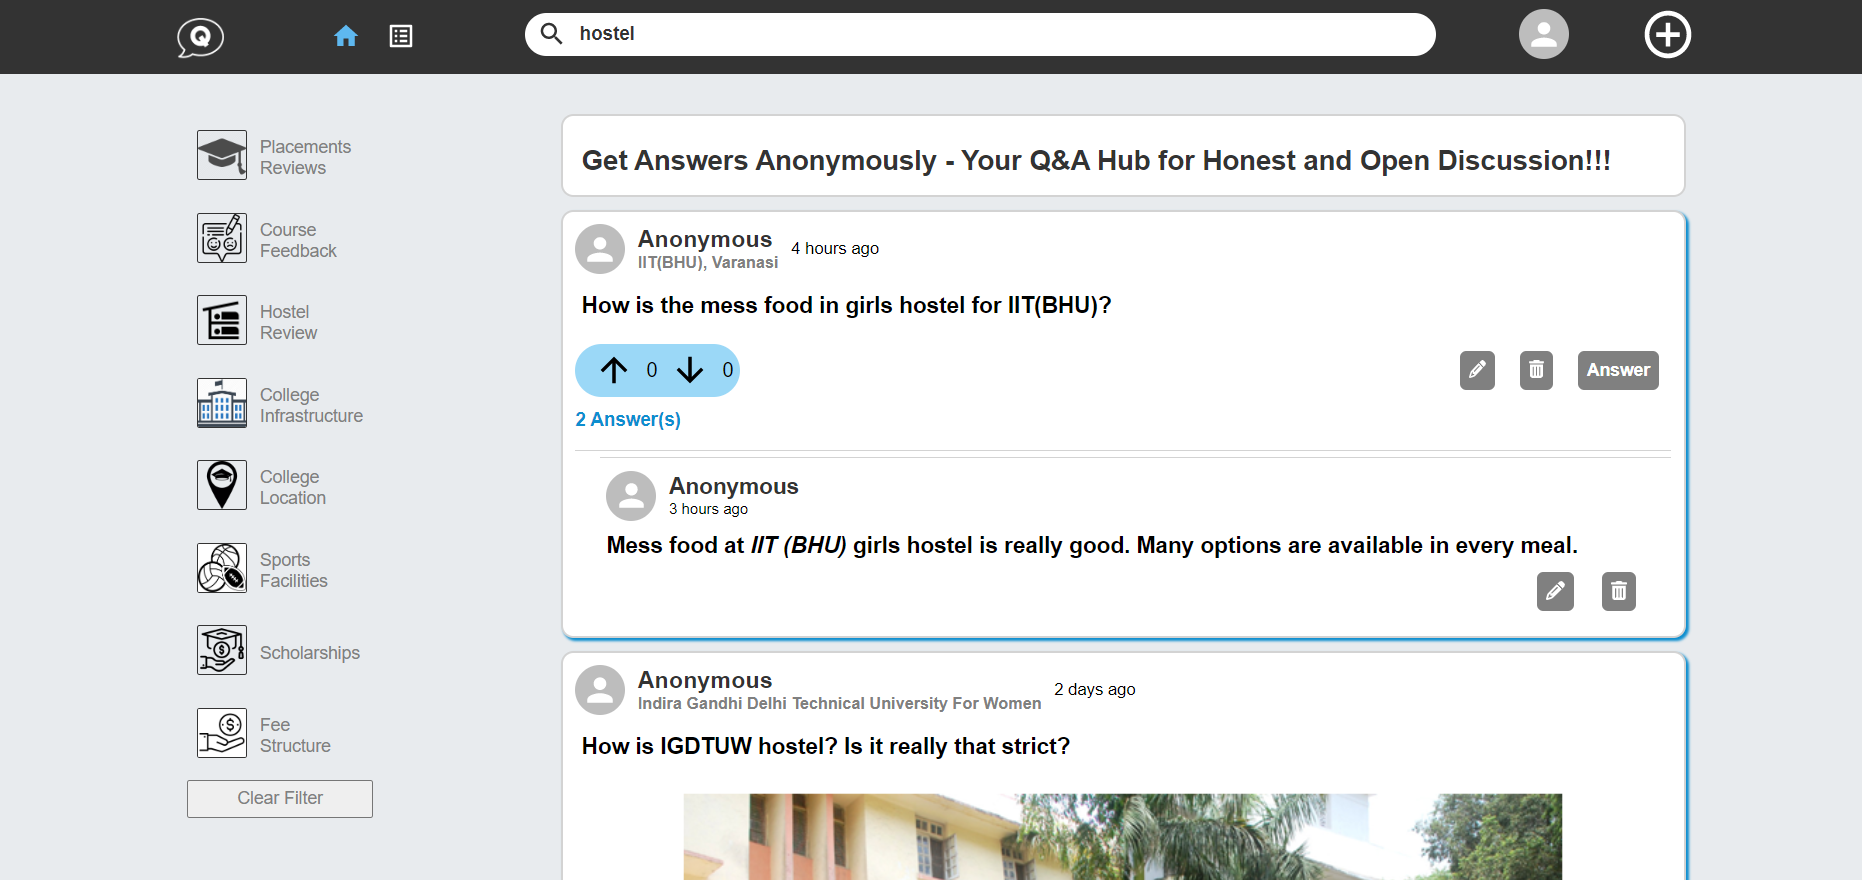 Q
hostel
Placements
Reviews
Course
Feedback
Hostel
Review
College
Infrastructure
College
Location
Sports
Facilities
Scholarships
Fee
Structure
Clear Filter
Get Answers Anonymously - Your Q&A Hub for Honest and Open Discussion!!!
Anonymous
IIT(BHU), Varanasi
4 hours ago
How is the mess food in girls hostel for IIT(BHU)?
0 0
Answer
2 Answer(s)
Anonymous
3 hours ago
Mess food at IIT (BHU) girls hostel is really good. Many options are available in every meal.
Anonymous
Indira Gandhi Delhi Technical University For Women
2 days ago
How is IGDTUW hostel? Is it really that strict?